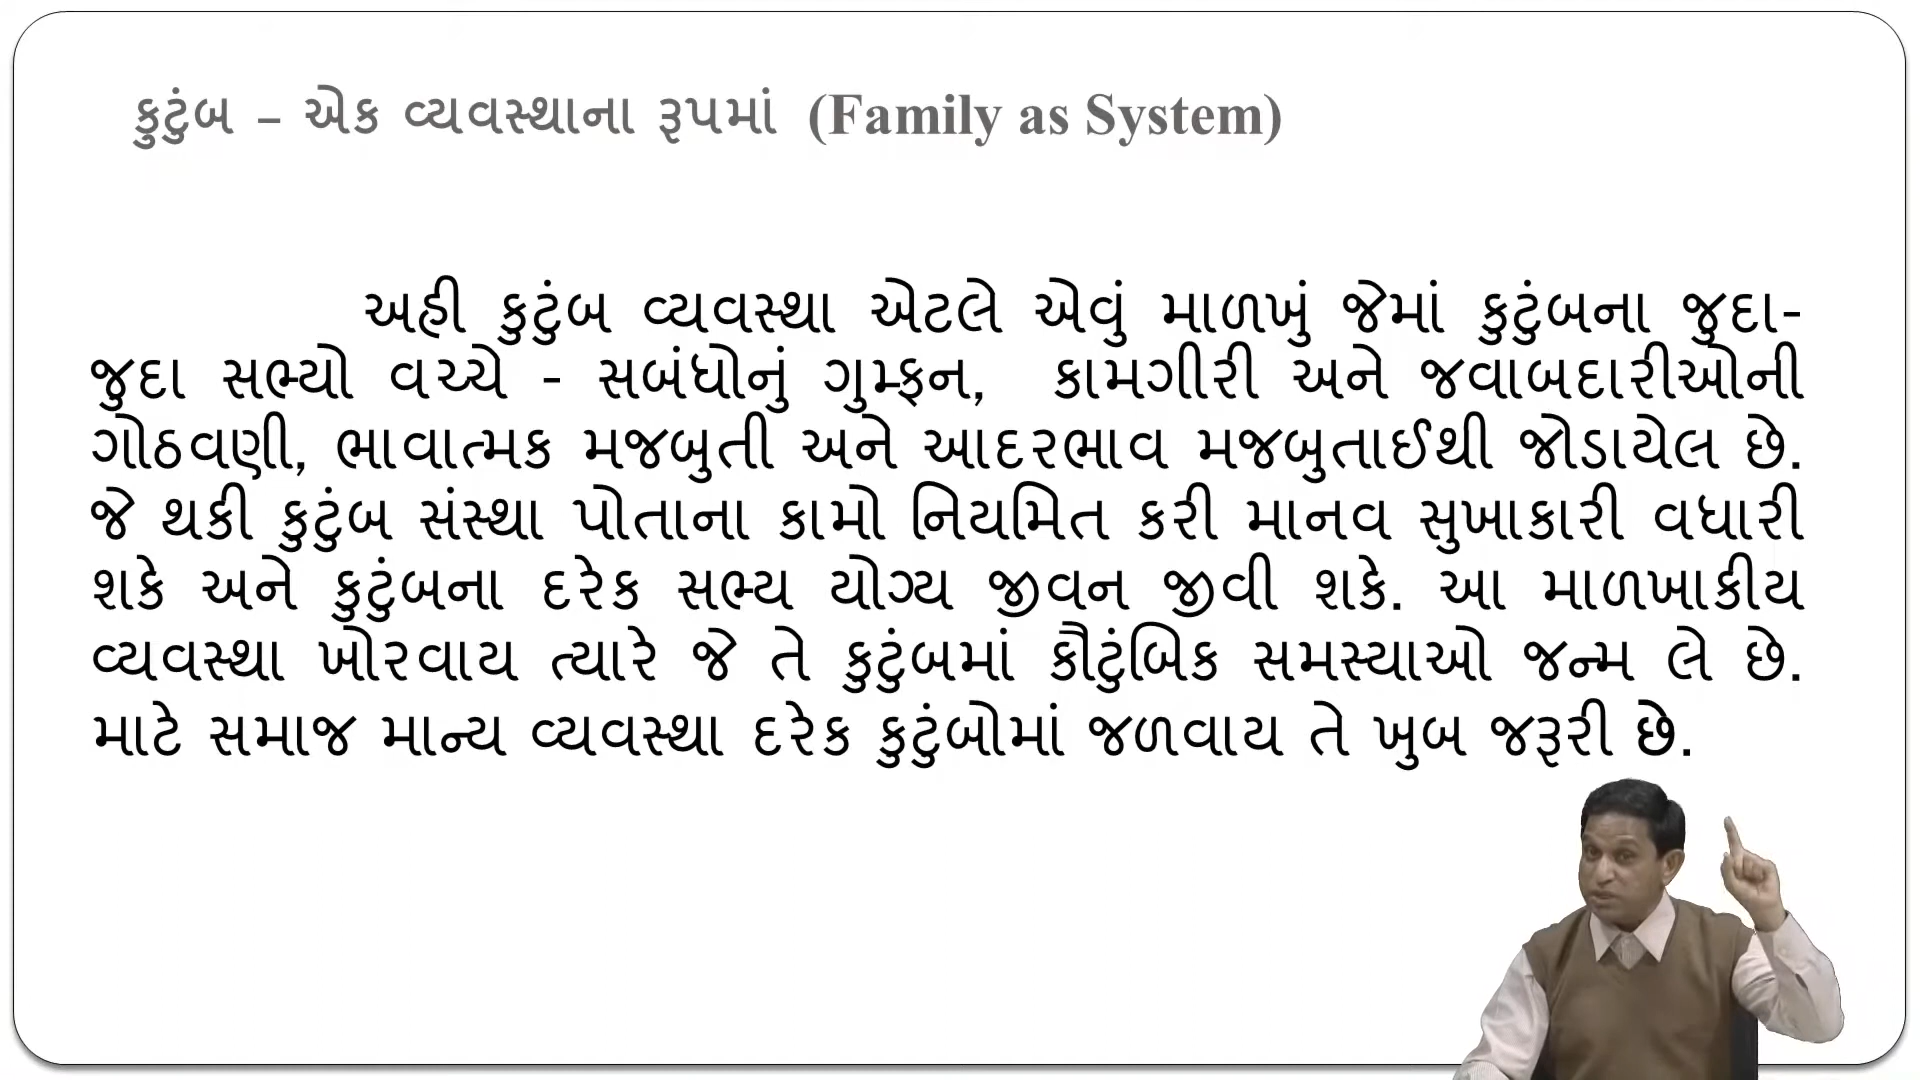 કુટુંબ – એક વ્યવસ્થાના રૂપમાં (Family as System)
અહી કુટુંબ વ્યવસ્થા એટલે એવું માળખું જેમાં કુટુંબના જુદા-
જુદા સભ્યો વચ્ચે - સબંધોનું ગુમ્ફન, કામગીરી અને જવાબદારીઓની
ગોઠવણી, ભાવાત્મક મજબુતી અને આદરભાવ મજબુતાઈથી જોડાયેલ છે.
જે થકી કુટુંબ સંસ્થા પોતાના કામો નિયમિત કરી માનવ સુખાકારી વધારી
શકે અને કુટુંબના દરેક સભ્ય યોગ્ય જીવન જીવી શકે. આ માળખાકીય
વ્યવસ્થા ખોરવાય ત્યારે જે તે કુટુંબમાં કૌટુંબિક સમસ્યાઓ જન્મ લે છે.
માટે સમાજ માન્ય વ્યવસ્થા દરેક કુટુંબોમાં જળવાય તે ખુબ જરૂરી છે.